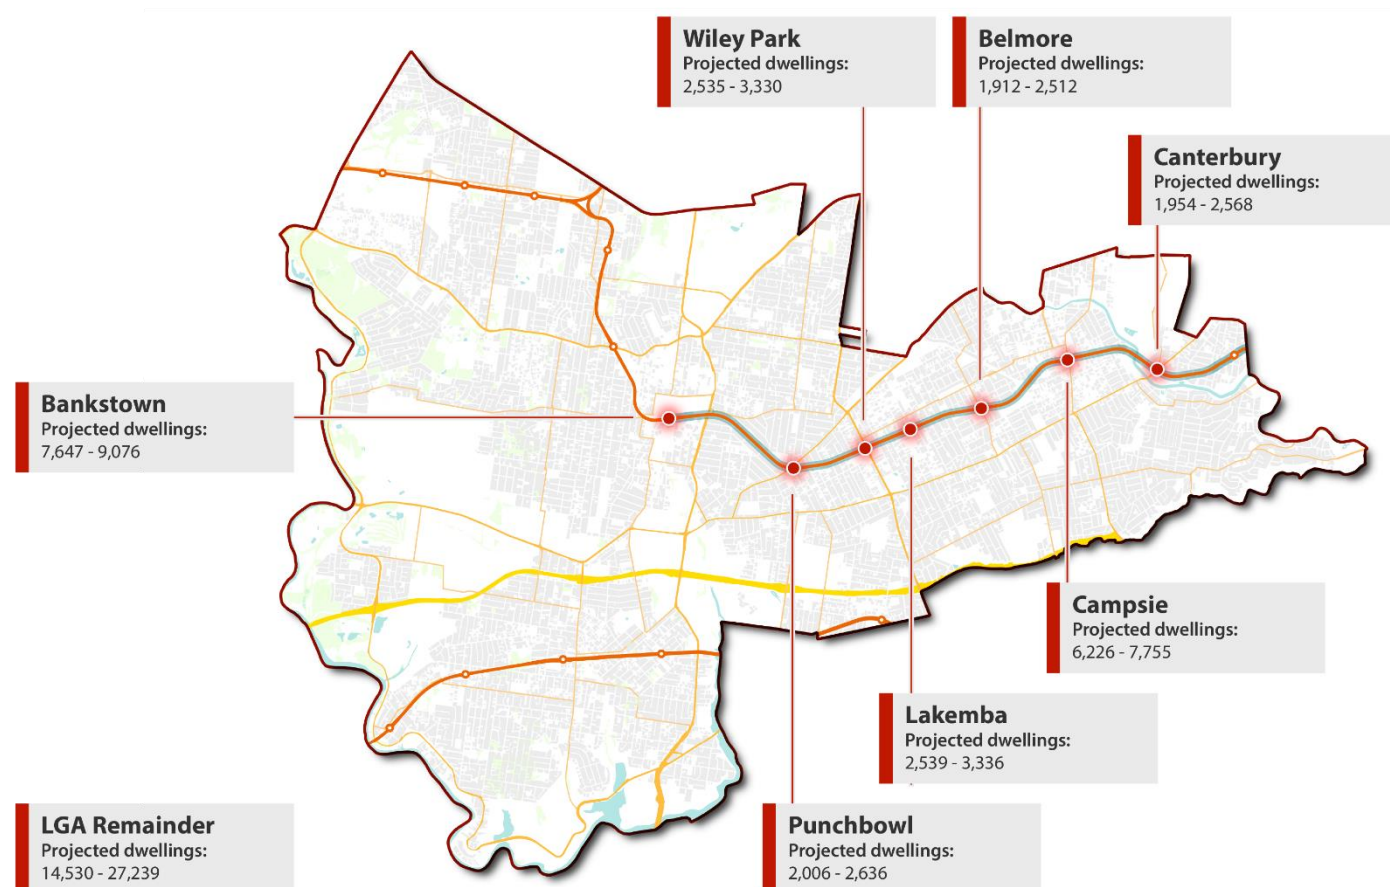 Wiley Park
Projected dwellings:
2,535 - 3,330
Belmore
Projected dwellings:
1,912 - 2,512
Canterbury
Projected dwellings:
1,954 - 2,568
Bankstown
Projected dwellings:
7,647 - 9,076
Campsie
Projected dwellings:
6,226 - 7,755
Lakemba
Projected dwellings:
2,539 - 3,336
LGA Remainder
Projected dwellings:
14,530 - 27,239
Punchbowl
Projected dwellings:
2,006 - 2,636